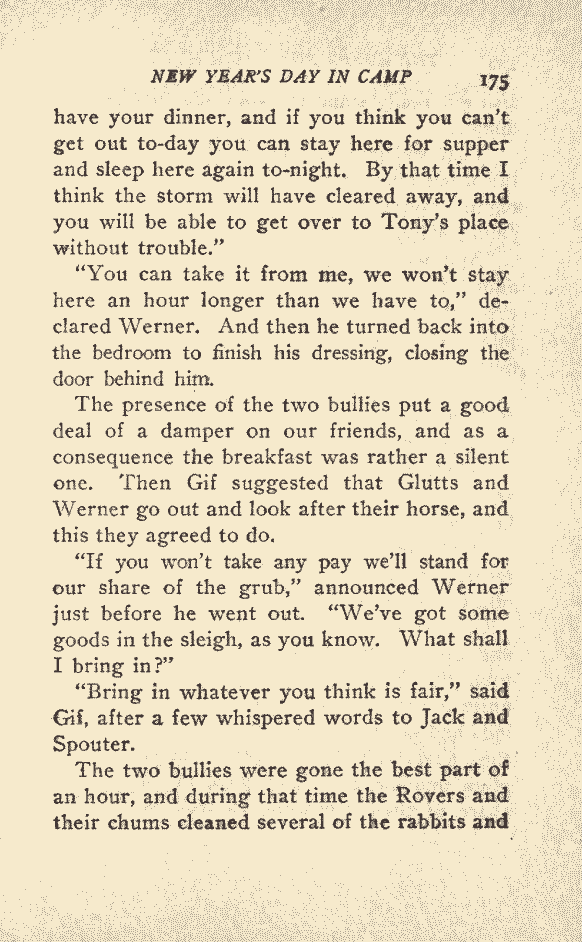 NEW YEAR'S DAY IN CAMP 175
have your dinner, and if you think you can't
get out to-day you can stay here for supper
and sleep here again to-night. By that time I
think the storm will have cleared away, and
you will be able to get over to Tony's place
without trouble."
"You can take it from me, we won't stay
here an hour longer than we have to," de-
clared Werner. And then he turned back into
the bedroom to finish his dressing, closing the
door behind him.
The presence of the two bullies put a good
deal of a damper on our friends, and as a
consequence the breakfast was rather a silent
one. Then Gif suggested that Glutts and
Werner go out and look after their horse, and
this they agreed to do.
"If you won't take any pay we'll stand for
our share of the grub," announced Werner
just before he went out. "We've got some
goods in the sleigh, as you know. What shall
I bring in?"
"Bring in whatever you think is fair," said
Gif, after a few whispered words to Jack and
Spouter.
The two bullies were gone the best part of
an hour, and during that time the Rovers and
their chums cleaned several of the rabbits and